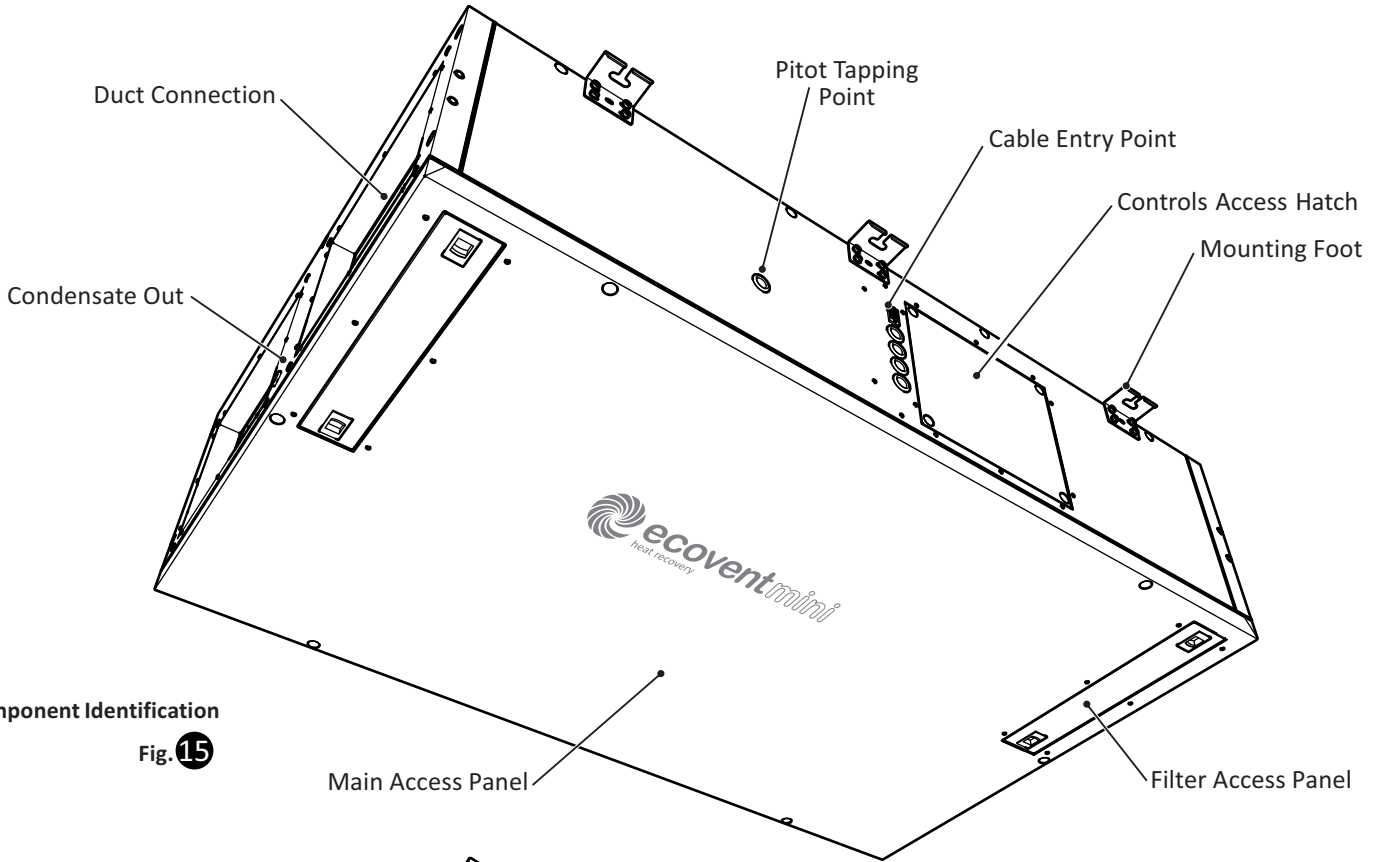 Pitot Tapping
Point
Duct Connection
Cable Entry Point
Controls Access Hatch
Mounting Foot
Condensate Out
ecoventmini
heat recovery
Identification
Fig. 15
Main Access Panel
Filter Access Panel